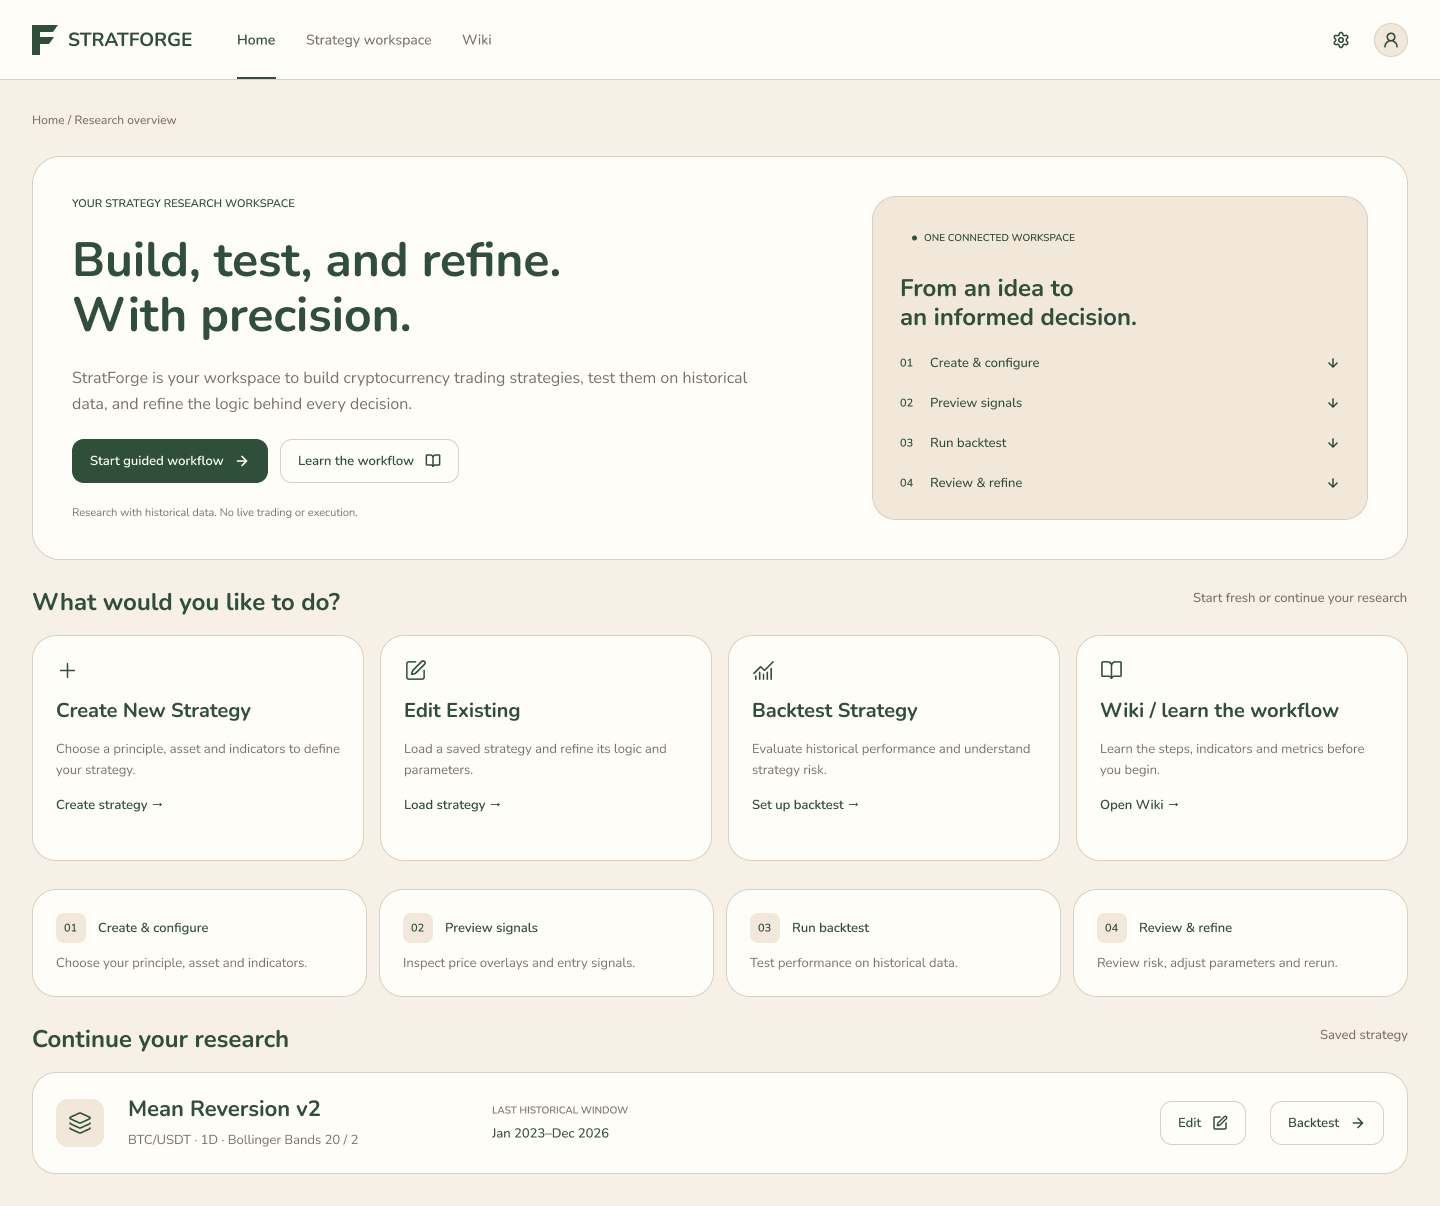 STRATFORGE
Home
Strategy workspace
Wiki
Home / Research overview
YOUR STRATEGY RESEARCH WORKSPACE
Build, test, and refine.
With precision.
StratForge is your workspace to build cryptocurrency trading strategies, test them on historical
data, and refine the logic behind every decision.
Start guided workflow →
Learn the workflow
Research with historical data. No live trading or execution.
• ONE CONNECTED WORKSPACE
From an idea to
an informed decision.
01 Create & configure ↓
02 Preview signals ↓
03 Run backtest ↓
04 Review & refine ↓
What would you like to do?
Start fresh or continue your research
Create New Strategy
Choose a principle, asset and indicators to define
your strategy.
Create strategy →
Edit Existing
Load a saved strategy and refine its logic and
parameters.
Load strategy →
Backtest Strategy
Evaluate historical performance and understand
strategy risk.
Set up backtest →
Wiki / learn the workflow
Learn the steps, indicators and metrics before
you begin.
Open Wiki →
01 Create & configure
Choose your principle, asset and indicators.
02 Preview signals
Inspect price overlays and entry signals.
03 Run backtest
Test performance on historical data.
04 Review & refine
Review risk, adjust parameters and rerun.
Continue your research
Saved strategy
Mean Reversion v2
BTC/USDT · 1D · Bollinger Bands 20 / 2
LAST HISTORICAL WINDOW
Jan 2023–Dec 2026
Edit
Backtest →